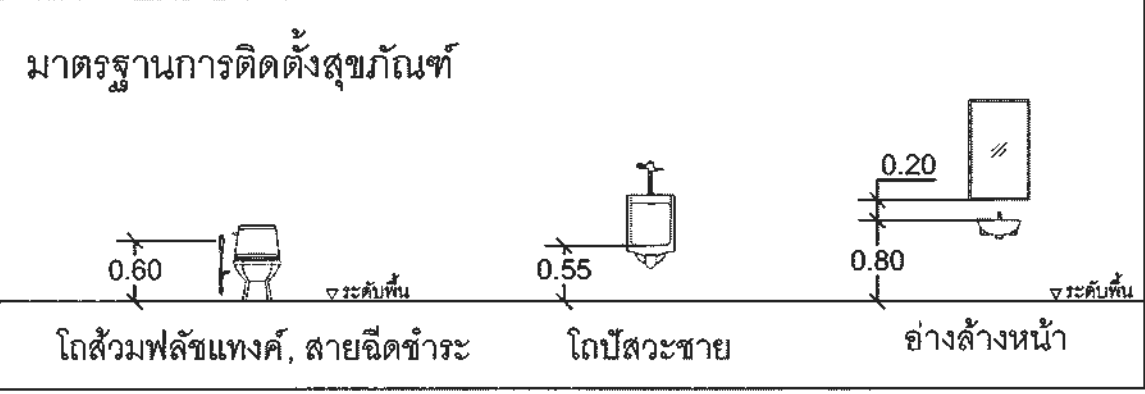 มาตรฐานการติดตั้งสุขภัณฑ์
0.20
0.60
0.55
0.80
ระดับพื้น
ระดับพื้น
โถส้วมฟลัชแทงค์, สายฉีดชำระ
โถปัสวะชาย
อ่างล้างหน้า